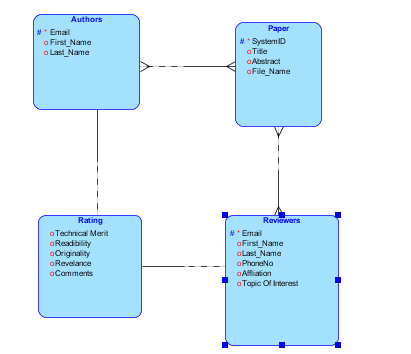 Authors
# * Email
o First_Name
o Last_Name
Paper
# * SystemID
o Title
o Abstract
o File_Name
Rating
o Technical Merit
o Readibility
o Originality
o Revelance
o Comments
Reviewers
# * Email
o First_Name
o Last_Name
o PhoneNo
o Affliation
o Topic Of Interest